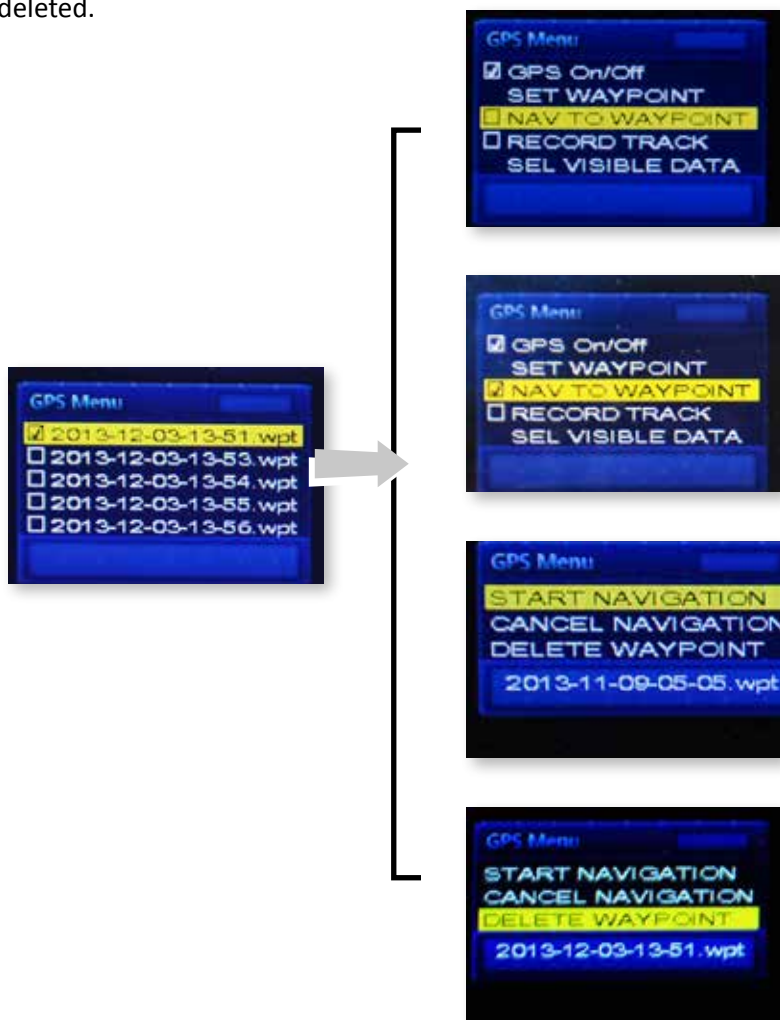 deleted.
GPS Menu
GPS On/Off
SET WAYPOINT
NAV TO WAYPOINT
RECORD TRACK
SEL VISIBLE DATA
GPS Menu
GPS On/Off
SET WAYPOINT
NAV TO WAYPOINT
RECORD TRACK
SEL VISIBLE DATA
GPS Menu
2013-12-03-13-51.wpt
2013-12-03-13-53.wpt
2013-12-03-13-54.wpt
2013-12-03-13-55.wpt
2013-12-03-13-56.wpt
GPS Menu
START NAVIGATION
CANCEL NAVIGATION
DELETE WAYPOINT
2013-11-09-05-05.wpt
GPS Menu
START NAVIGATION
CANCEL NAVIGATION
DELETE WAYPOINT
2013-12-03-13-51.wpt